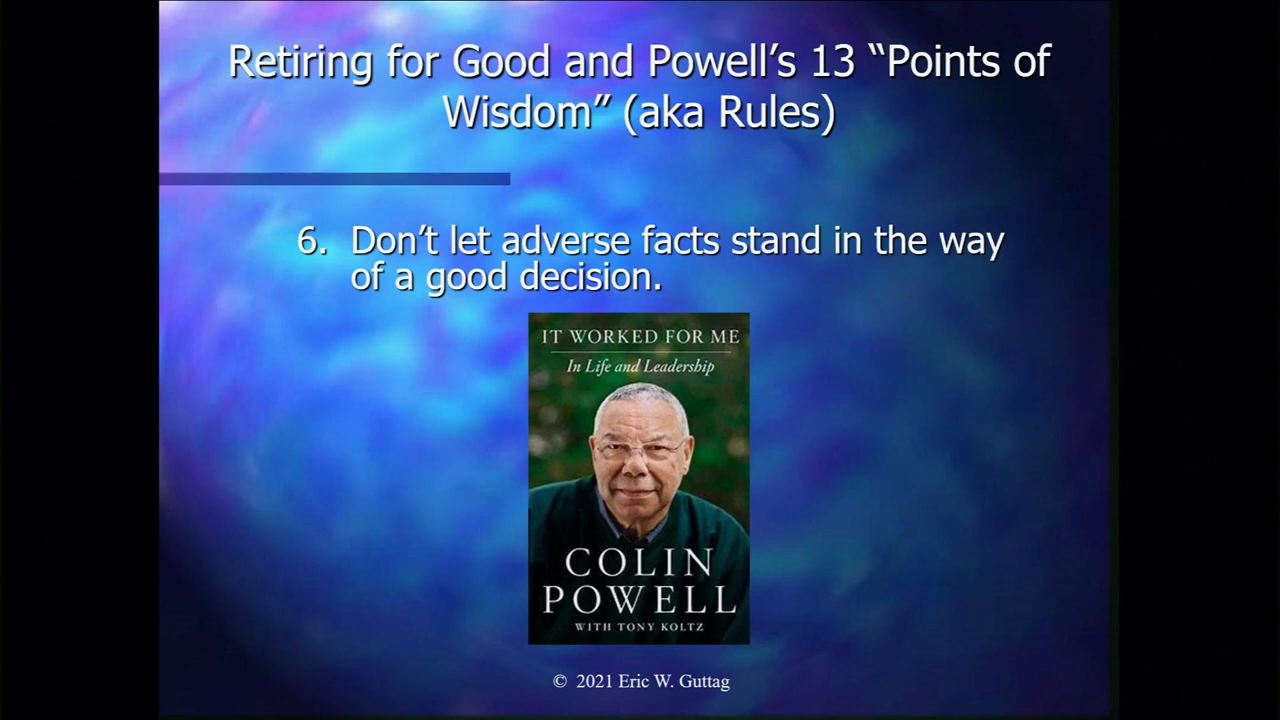 Retiring for Good and Powell’s 13 “Points of
Wisdom” (aka Rules)
6. Don’t let adverse facts stand in the way
of a good decision.
IT WORKED FOR ME
In Life and Leadership
COLIN
POWELL
WITH TONY KOLTZ
© 2021 Eric W. Guttag